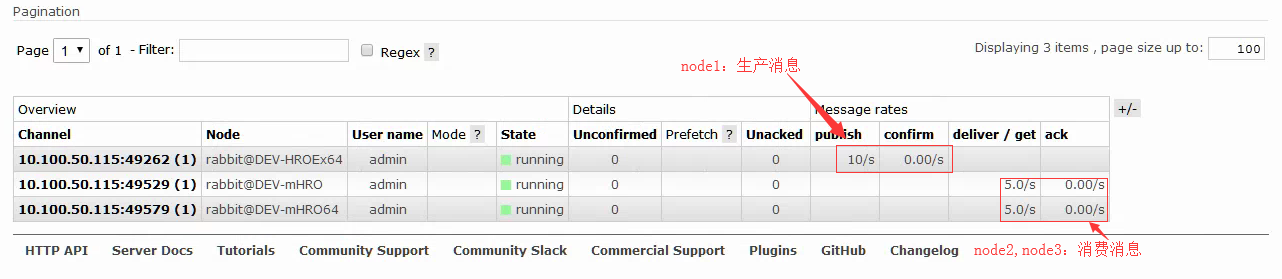 Pagination
Page 1 of 1 - Filter: Regex ?
Displaying 3 items , page size up to: 100
node1：生产消息
Overview Details Message rates +/-
Channel Node User name Mode ? State Unconfirmed Prefetch ? Unacked publish confirm deliver / get ack
10.100.50.115:49262 (1) rabbit@DEV-HROEx64 admin running 0 0 10/s 0.00/s
10.100.50.115:49529 (1) rabbit@DEV-mHRO admin running 0 0 5.0/s 0.00/s
10.100.50.115:49579 (1) rabbit@DEV-mHRO64 admin running 0 0 5.0/s 0.00/s
HTTP API Server Docs Tutorials Community Support Community Slack Commercial Support Plugins GitHub Changelog
node2,node3：消费消息